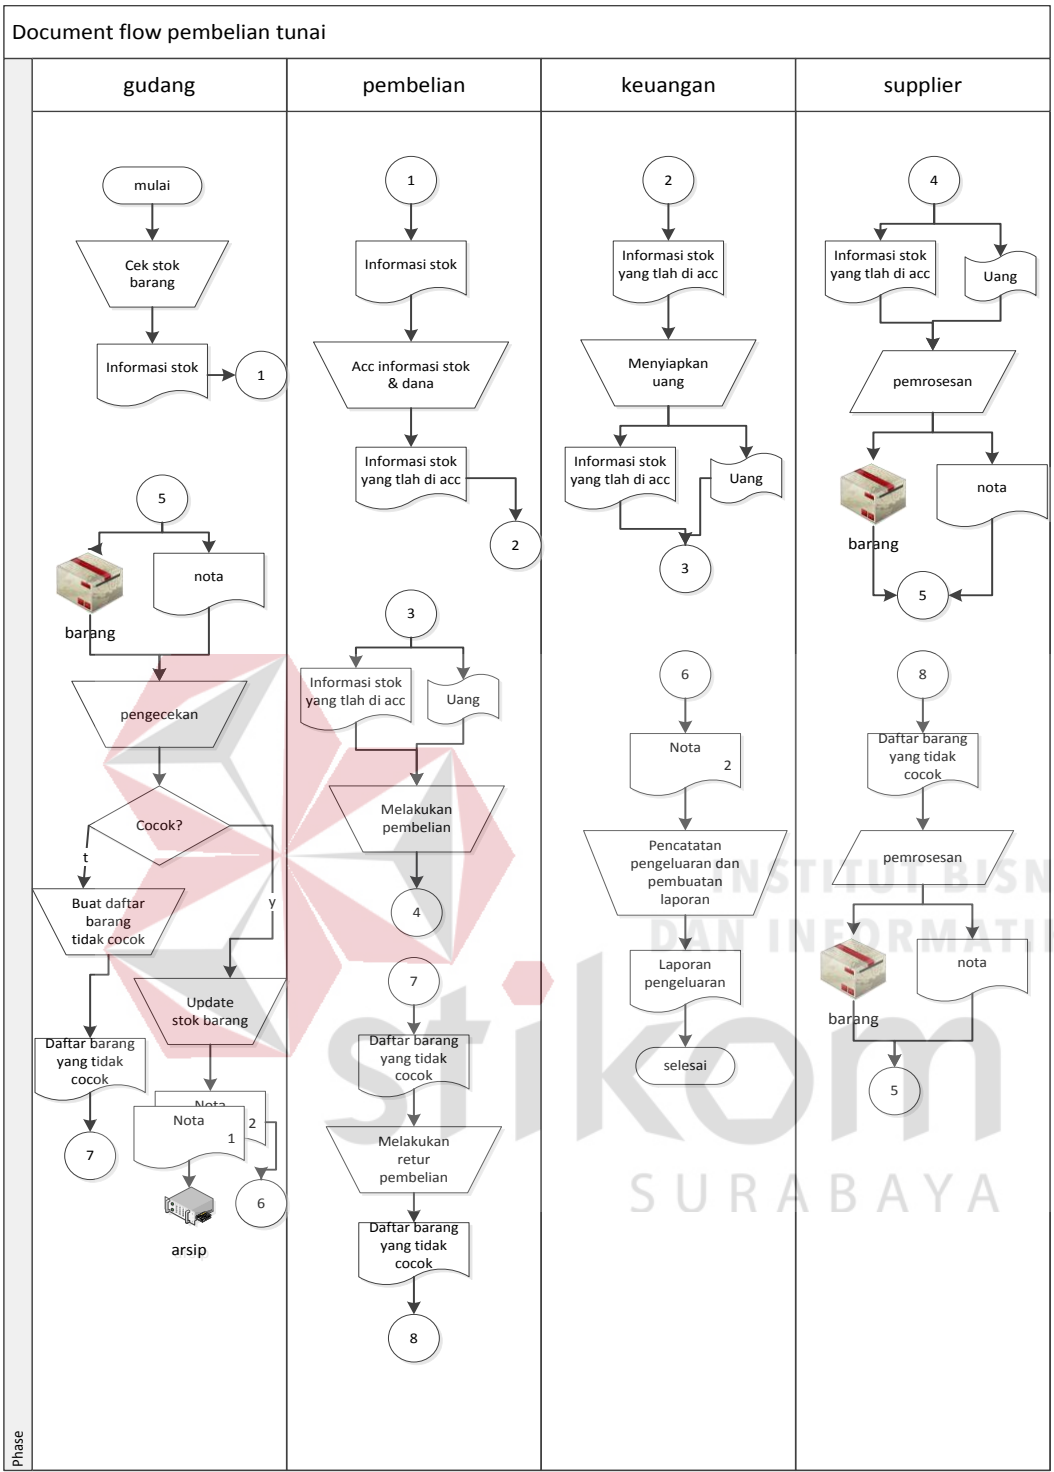 Document flow pembelian tunai
gudang
pembelian
keuangan
supplier
mulai
Cek stok
barang
Informasi stok
1
5
barang
nota
pengecekan
Cocok?
t
y
Buat daftar
barang
tidak cocok
Update
stok barang
Daftar barang
yang tidak
cocok
7
Nota
2
Nota
1
6
arsip
1
Informasi stok
Acc informasi stok
& dana
Informasi stok
yang tlah di acc
2
3
Informasi stok
yang tlah di acc
Uang
Melakukan
pembelian
4
7
Daftar barang
yang tidak
cocok
Melakukan
retur
pembelian
Daftar barang
yang tidak
cocok
8
2
Informasi stok
yang tlah di acc
Menyiapkan
uang
Informasi stok
yang tlah di acc
Uang
3
6
Nota
2
Pencatatan
pengeluaran dan
pembuatan
laporan
Laporan
pengeluaran
selesai
4
Informasi stok
yang tlah di acc
Uang
pemrosesan
barang
nota
5
8
Daftar barang
yang tidak
cocok
pemrosesan
barang
nota
5
Phase
INSTITUT BISN
DAN INFORMATI
stikom
SURABAYA